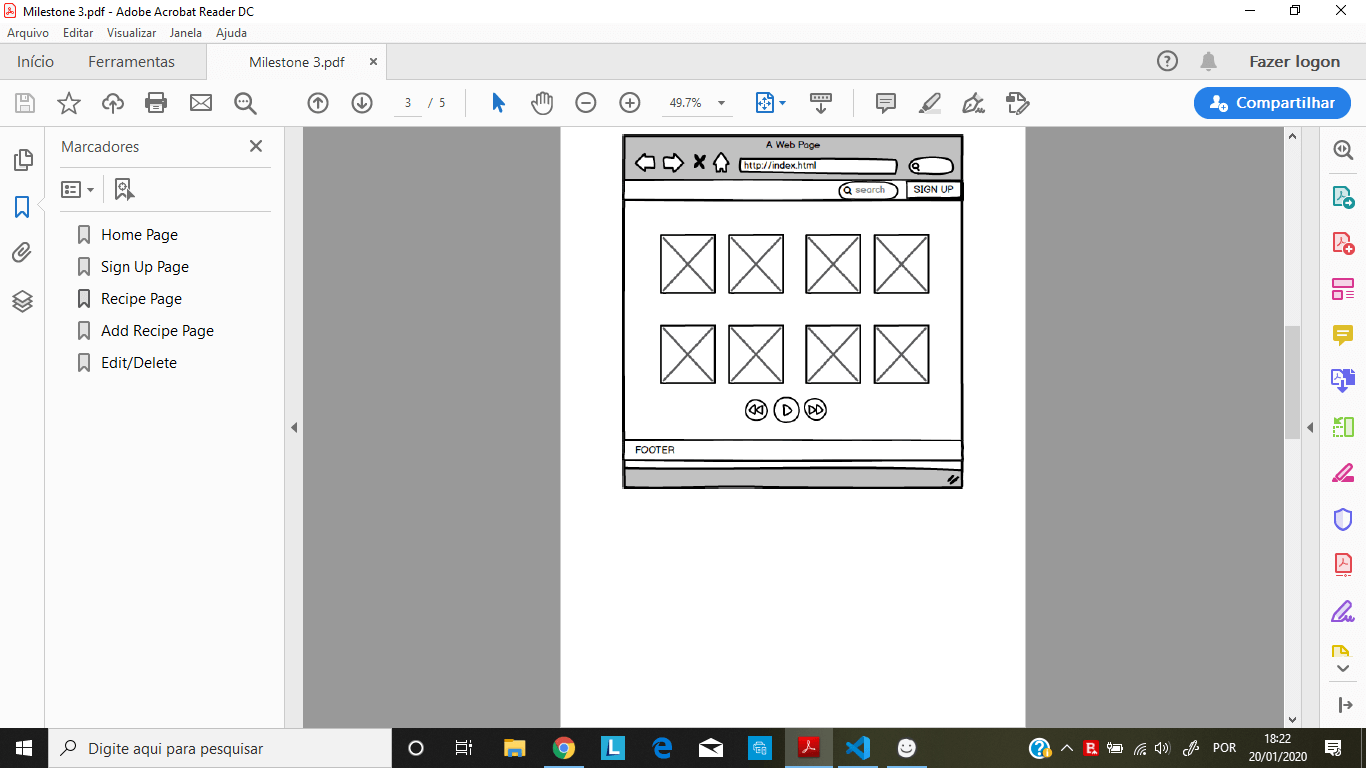 Milestone 3.pdf - Adobe Acrobat Reader DC
Arquivo Editar Visualizar Janela Ajuda
Início Ferramentas Milestone 3.pdf × ? Fazer logon
3 / 5 49.7% Compartilhar
Marcadores
Home Page
Sign Up Page
Recipe Page
Add Recipe Page
Edit/Delete
A Web Page
http://index.html
search SIGN UP
FOOTER
Digite aqui para pesquisar
L
POR
18:22
20/01/2020